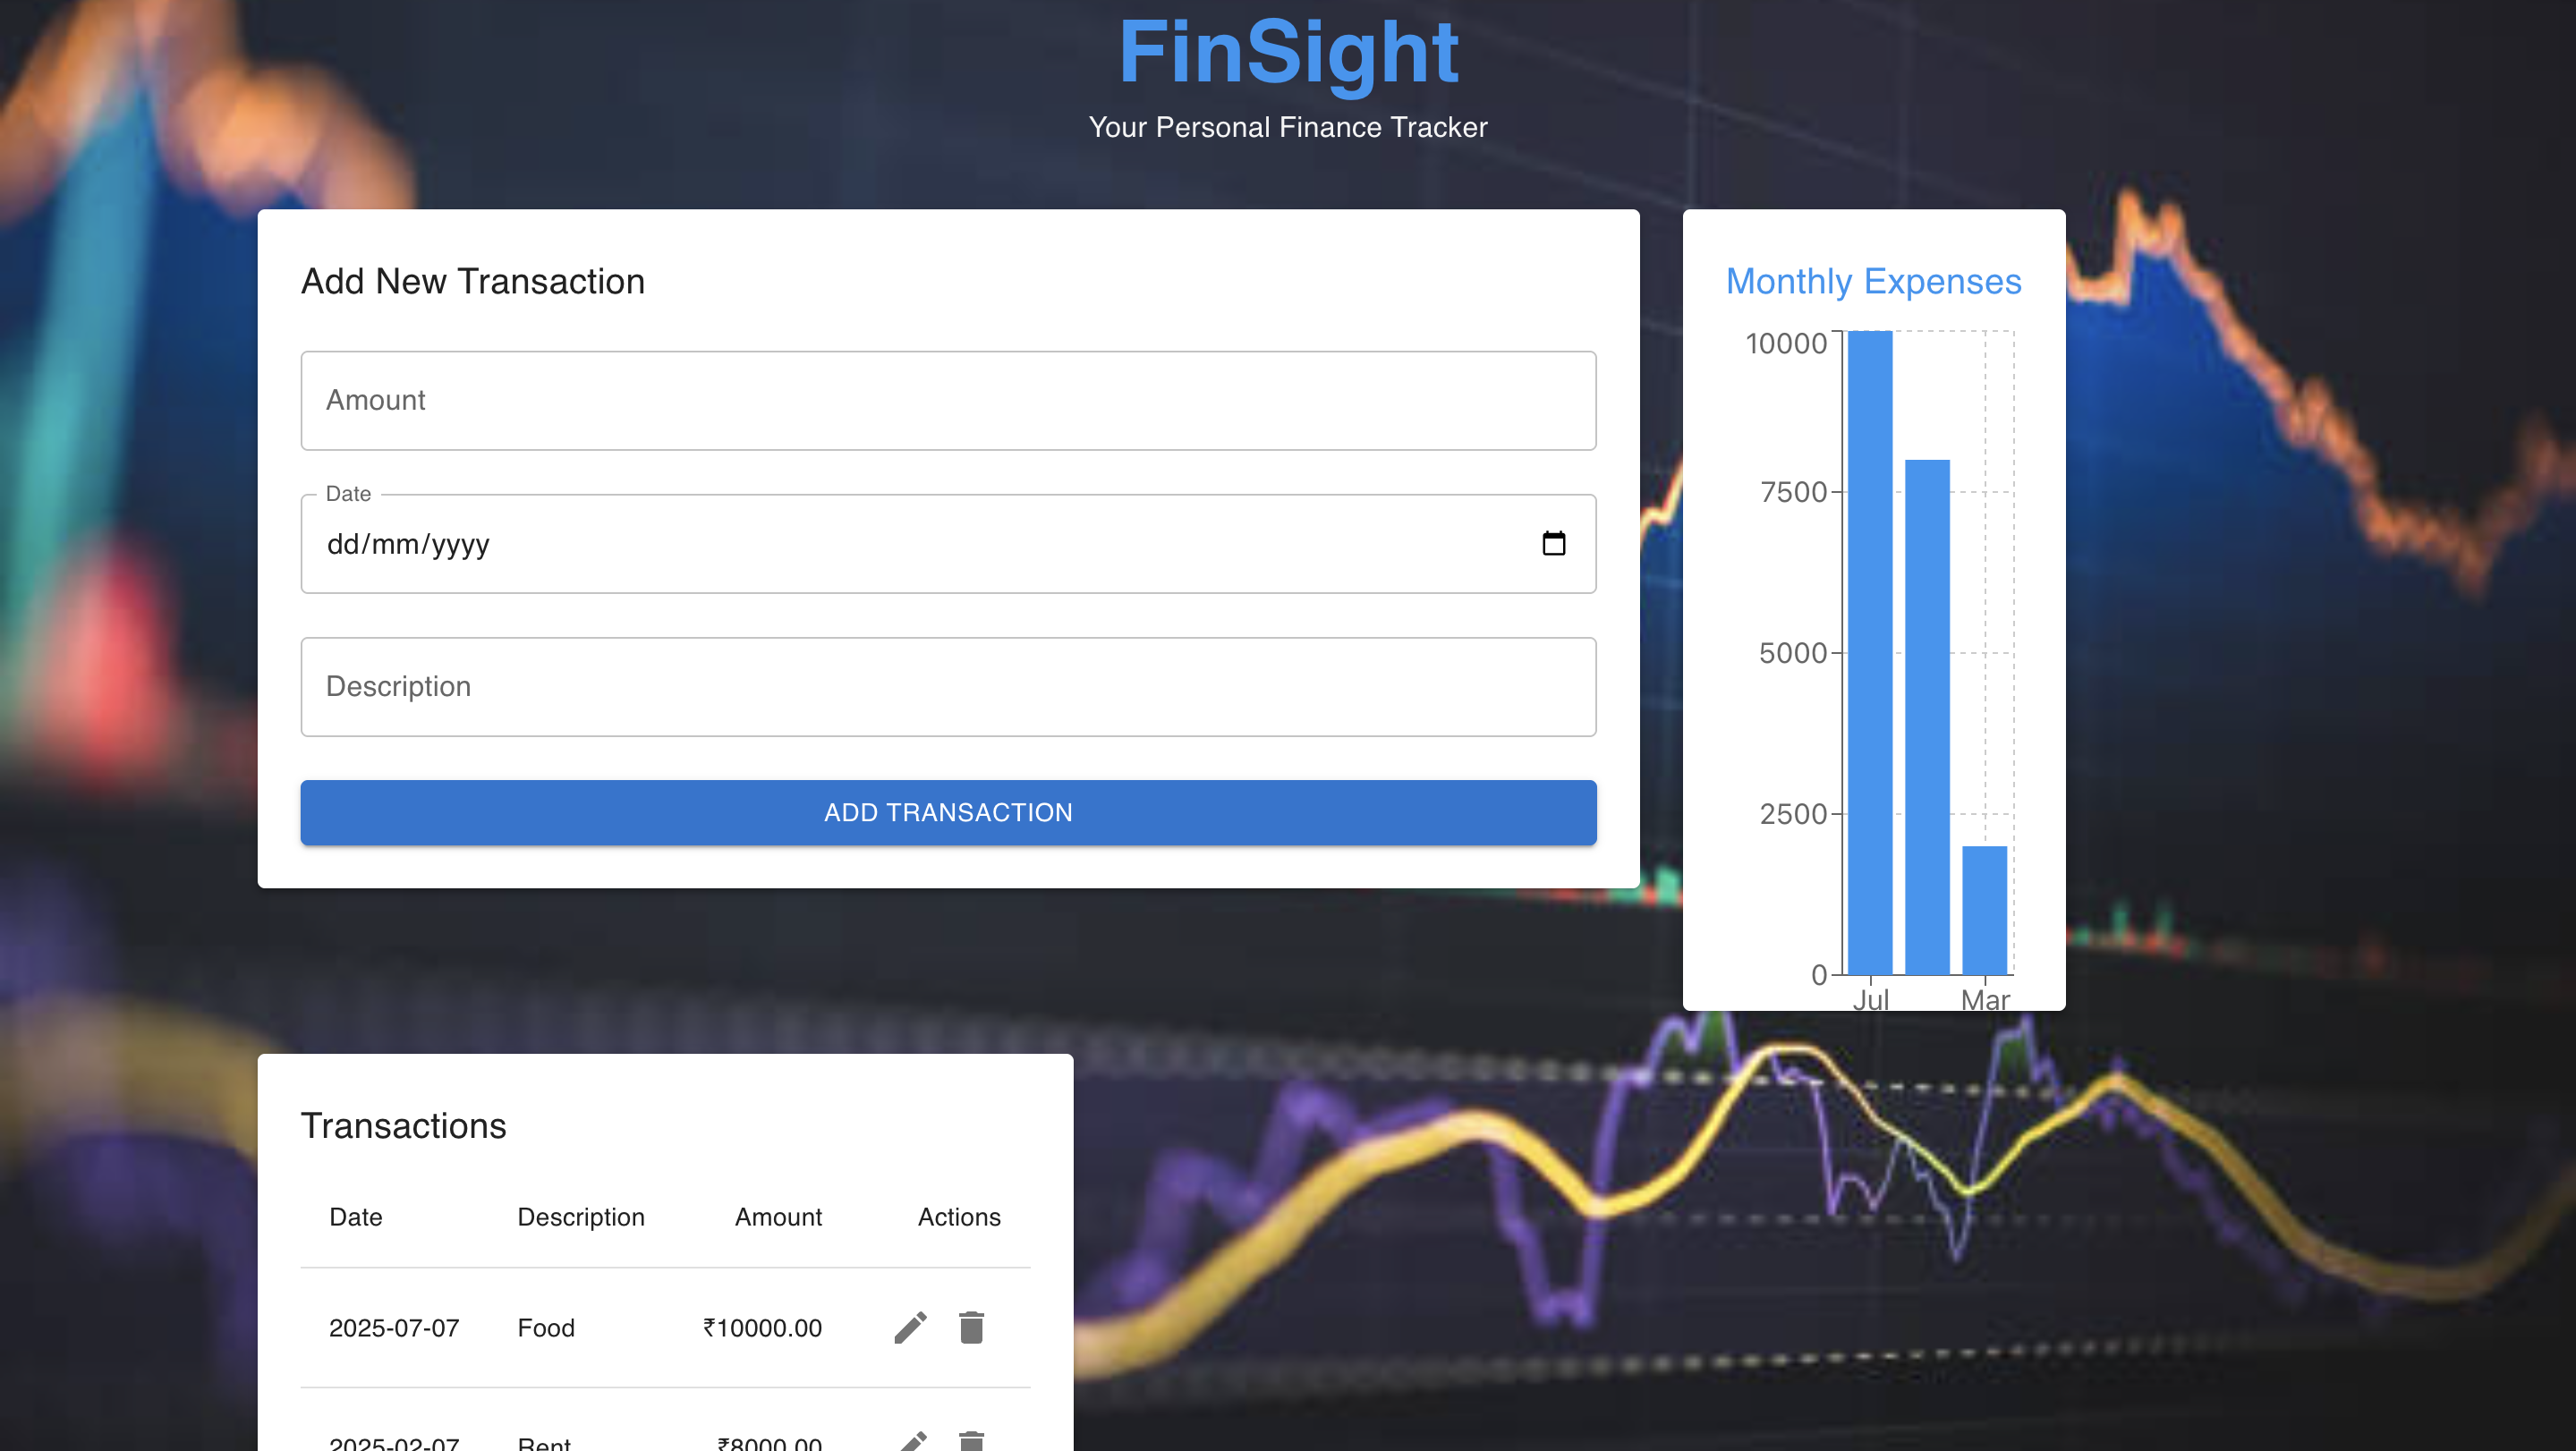 FinSight
Your Personal Finance Tracker
Add New Transaction
Amount
Date
dd/mm/yyyy
Description
ADD TRANSACTION
Monthly Expenses
10000
7500
5000
2500
0
Jul Mar
Transactions
Date Description Amount Actions
2025-07-07 Food ₹10000.00
2025-02-07 Rent ₹8000.00